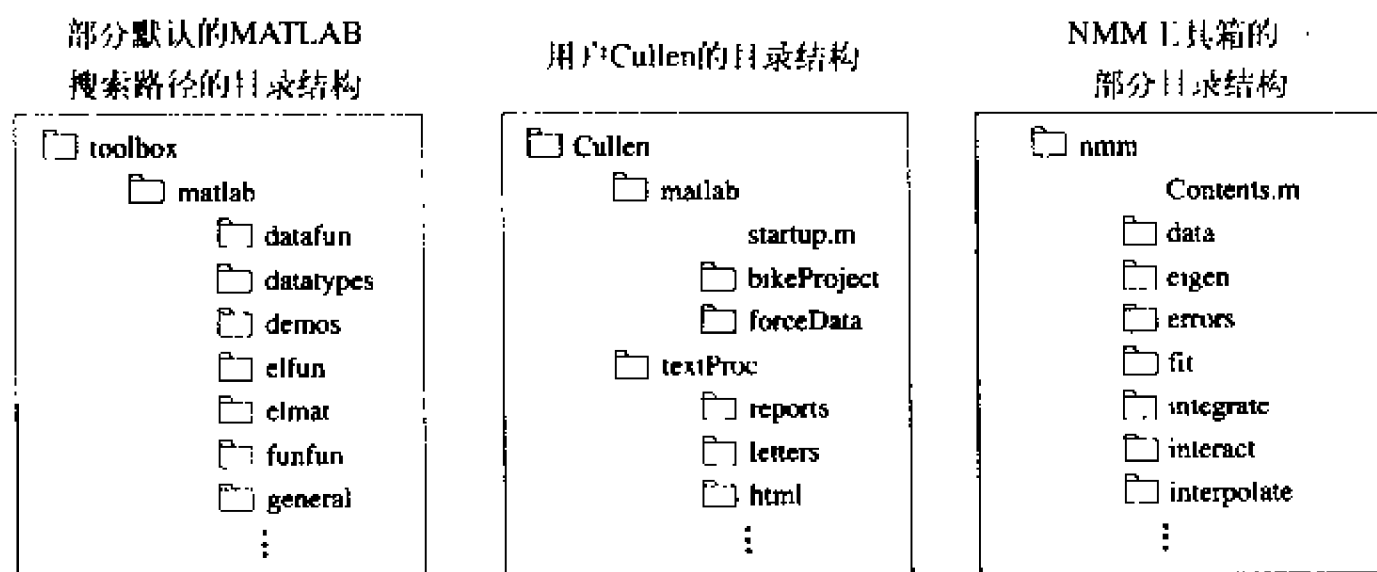 部分默认的MATLAB
搜索路径的目录结构
toolbox
matlab
datafun
datatypes
demos
elfun
elmat
funfun
general
⋮
用户Cullen的目录结构
Cullen
matlab
startup.m
bikeProject
forceData
textProc
reports
letters
html
⋮
NMM工具箱的一
部分目录结构
nmm
Contents.m
data
eigen
errors
fit
integrate
interact
interpolate
⋮